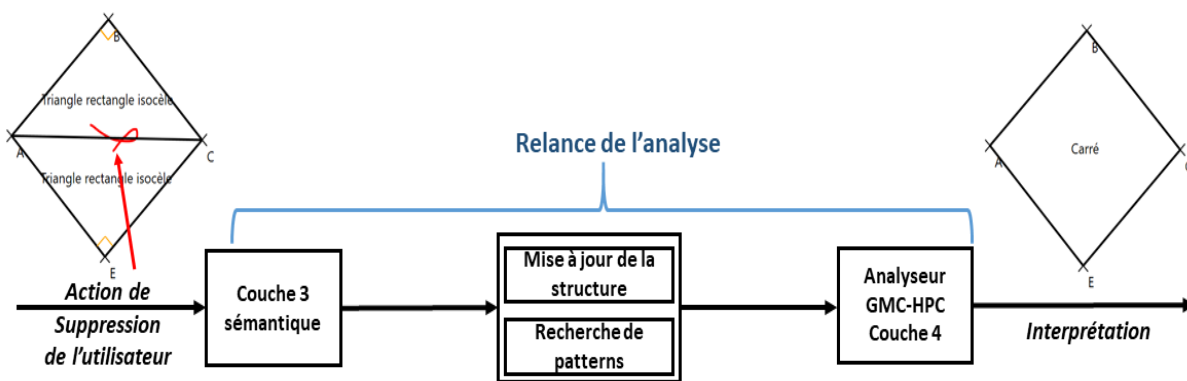 B
Triangle rectangle isocèle
A
C
Triangle rectangle isocèle
E
Action de
Suppression
de l'utilisateur
Relance de l'analyse
Couche 3
sémantique
Mise à jour de la
structure
Recherche de
patterns
Analyseur
GMC-HPC
Couche 4
B
Carré
A
C
E
Interprétation